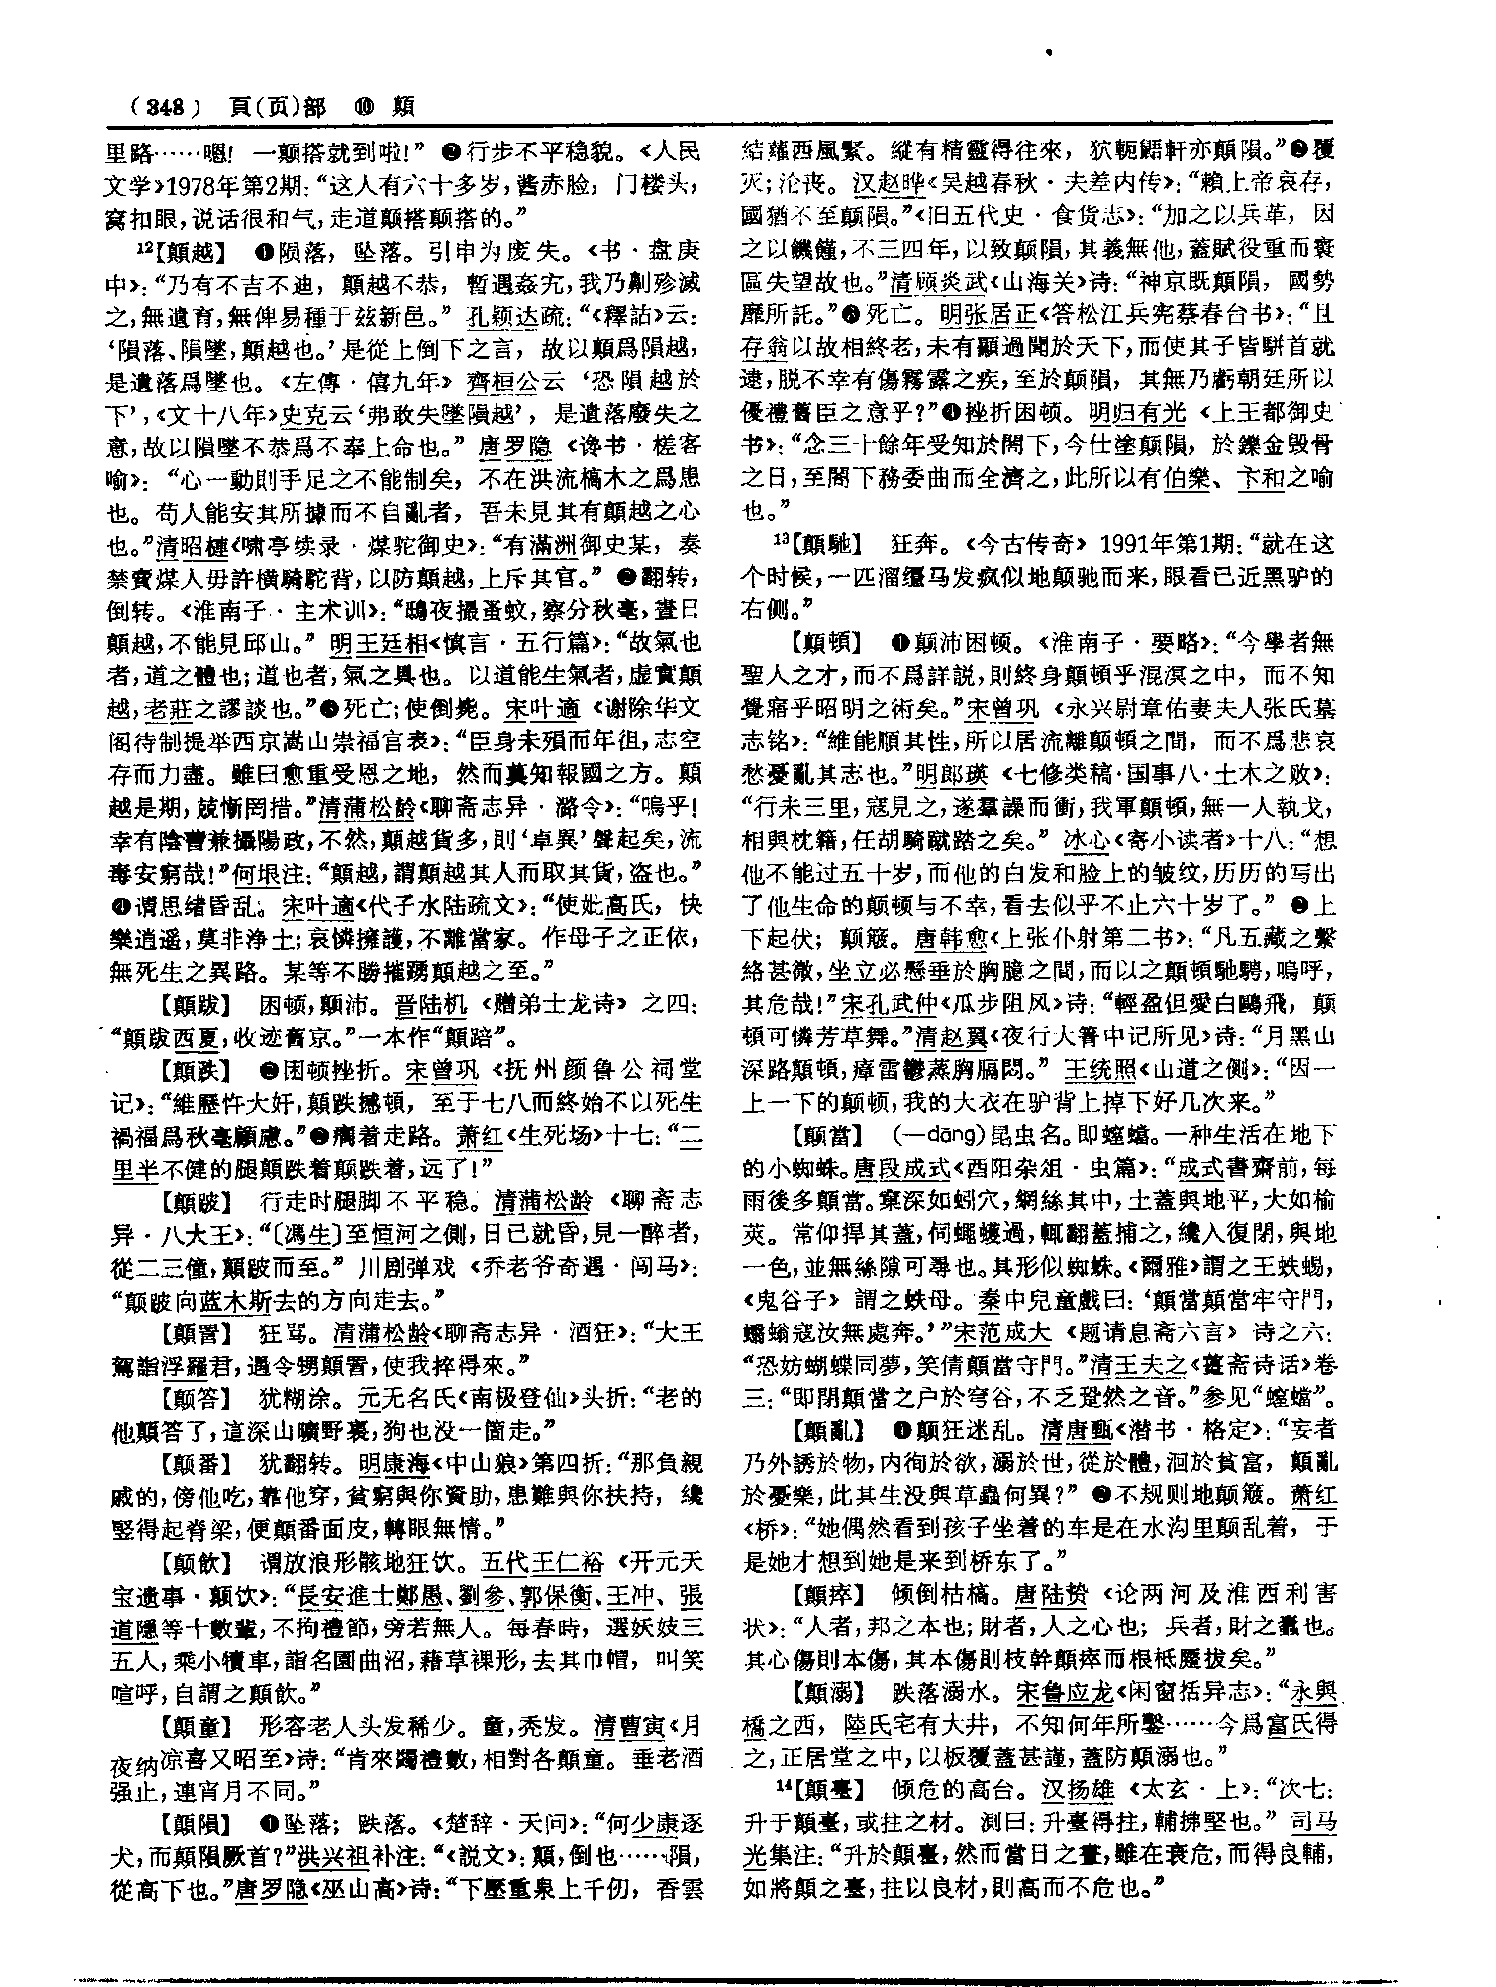 （348） 頁(页)部 ⑩ 顛
里路……嗯！一颠搭就到啦！”❷行步不平稳貌。《人民
文学》1978年第2期：“这人有六十多岁，酱赤脸，门楼头，
窝扣眼，说话很和气，走道颠搭颠搭的。”
¹²【顛越】 ❶陨落，坠落。引申为废失。《书·盘庚
中》：“乃有不吉不迪，顛越不恭，暫遇姦宄，我乃劓殄滅
之，無遺育，無俾易種于兹新邑。”孔颖达疏：“《釋詁》云：
‘隕落、隕墜，顛越也。’是從上倒下之言，故以顛爲隕越，
是遺落爲墜也。《左傳·僖九年》齊桓公云‘恐隕越於
下’，《文十八年》史克云‘弗敢失墜隕越’，是遺落廢失之
意，故以隕墜不恭爲不奉上命也。”唐罗隐《谗书·槎客
喻》：“心一動則手足之不能制矣，不在洪流槁木之爲患
也。苟人能安其所據而不自亂者，吾未見其有顛越之心
也。”清昭槤《啸亭续录·煤驼御史》：“有滿洲御史某，奏
禁賣煤人毋許横騎駝背，以防顛越，上斥其官。”❷翻转，
倒转。《淮南子·主术训》：“鴟夜撮蚤蚊，察分秋毫，晝日
顛越，不能見邱山。”明王廷相《慎言·五行篇》：“故氣也
者，道之體也；道也者，氣之具也。以道能生氣者，虚實顛
越，老莊之謬談也。”❸死亡；使倒毙。宋叶適《谢除华文
阁待制提举西京嵩山崇福宫表》：“臣身未殞而年徂，志空
存而力盡。雖曰愈重受恩之地，然而莫知報國之方。顛
越是期，兢慚罔措。”清蒲松龄《聊斋志异·潞令》：“嗚乎！
幸有陰曹兼攝陽政，不然，顛越貨多，則‘卓異’聲起矣，流
毒安窮哉！”何垠注：“顛越，謂顛越其人而取其貨，盗也。”
❹谓思绪昏乱。宋叶適《代子水陆疏文》：“使妣高氏，快
樂逍遥，莫非浄土；哀憐擁護，不離當家。作母子之正依，
無死生之異路。某等不勝摧踴顛越之至。”
【顛跋】 困顿，颠沛。晋陆机《赠弟士龙诗》之四：
“顛跋西夏，收迹舊京。”一本作“顛踣”。
【顛跌】 ❶困顿挫折。宋曾巩《抚州颜鲁公祠堂
记》：“維歷忤大奸，顛跌撼頓，至于七八而終始不以死生
禍福爲秋毫顧慮。”❷瘸着走路。萧红《生死场》十七：“二
里半不健的腿颠跌着颠跌着，远了！”
【顛跛】 行走时腿脚不平稳。清蒲松龄《聊斋志
异·八大王》：“〔馮生〕至恒河之側，日已就昏，見一醉者，
從二三僮，顛跛而至。”川剧弹戏《乔老爷奇遇·闯马》：
“颠跛向蓝木斯去的方向走去。”
【顛詈】 狂骂。清蒲松龄《聊斋志异·酒狂》：“大王
駕詣浮羅君，遇令甥顛詈，使我捽得來。”
【颠答】 犹糊涂。元无名氏《南极登仙》头折：“老的
他顛答了，這深山曠野裏，狗也没一箇走。”
【颠番】 犹翻转。明康海《中山狼》第四折：“那負親
戚的，傍他吃，靠他穿，貧窮與你資助，患難與你扶持，纔
竪得起脊梁，便顛番面皮，轉眼無情。”
【颠飲】 谓放浪形骸地狂饮。五代王仁裕《开元天
宝遗事·颠饮》：“長安進士鄭愚、劉参、郭保衡、王冲、張
道隱等十數輩，不拘禮節，旁若無人。每春時，選妖妓三
五人，乘小犢車，詣名園曲沼，藉草裸形，去其巾帽，叫笑
喧呼，自謂之顛飲。”
【顛童】 形容老人头发稀少。童，秃发。清曹寅《月
夜纳凉喜又昭至》诗：“肯來蠲禮數，相對各顛童。垂老酒
强止，連宵月不同。”
【顛隕】 ❶坠落；跌落。《楚辞·天问》：“何少康逐
犬，而顛隕厥首？”洪兴祖补注：“《説文》：顛，倒也……隕，
從高下也。”唐罗隐《巫山高》诗：“下壓重泉上千仞，香雲
結薶西風緊。縱有精靈得往來，狖軛鼯軒亦顛隕。”❷覆
灭；沦丧。汉赵晔《吴越春秋·夫差内传》：“賴上帝哀存，
國猶不至颠隕。”《旧五代史·食货志》：“加之以兵革，因
之以饑饉，不三四年，以致颠隕，其義無他，蓋賦役重而寰
區失望故也。”清顾炎武《山海关》诗：“神京既顛隕，國勢
靡所託。”❸死亡。明张居正《答松江兵宪蔡春台书》：“且
存翁以故相終老，未有顯過聞於天下，而使其子皆駢首就
逮，脱不幸有傷霧露之疾，至於颠隕，其無乃虧朝廷所以
優禮舊臣之意乎？”❹挫折困顿。明归有光《上王都御史
书》：“念三十餘年受知於閤下，今仕塗颠隕，於鑠金毁骨
之日，至閤下務委曲而全濟之，此所以有伯樂、卞和之喻
也。”
¹³【顛馳】 狂奔。《今古传奇》1991年第1期：“就在这
个时候，一匹溜缰马发疯似地颠驰而来，眼看已近黑驴的
右侧。”
【顛頓】 ❶颠沛困顿。《淮南子·要略》：“今學者無
聖人之才，而不爲詳説，則終身顛頓乎混溟之中，而不知
覺寤乎昭明之術矣。”宋曾巩《永兴尉章佑妻夫人张氏墓
志铭》：“維能順其性，所以居流離颠頓之間，而不爲悲哀
愁憂亂其志也。”明郎瑛《七修类稿·国事八·土木之败》：
“行未三里，寇見之，遂羣譟而衝，我軍顛頓，無一人執戈，
相與枕籍，任胡騎蹴踏之矣。”冰心《寄小读者》十八：“想
他不能过五十岁，而他的白发和脸上的皱纹，历历的写出
了他生命的颠顿与不幸，看去似乎不止六十岁了。”❷上
下起伏；颠簸。唐韩愈《上张仆射第二书》：“凡五藏之繫
絡甚微，坐立必懸垂於胸臆之間，而以之顛頓馳騁，嗚呼，
其危哉！”宋孔武仲《瓜步阻风》诗：“輕盈但愛白鷗飛，颠
頓可憐芳草舞。”清赵翼《夜行大箐中记所见》诗：“月黑山
深路顛頓，瘴雷鬱蒸胸膈悶。”王统照《山道之侧》：“因一
上一下的颠顿，我的大衣在驴背上掉下好几次来。”
【顛當】 （—dāng）昆虫名。即螲蟷。一种生活在地下
的小蜘蛛。唐段成式《酉阳杂俎·虫篇》：“成式書齋前，每
雨後多顛當。窠深如蚓穴，網絲其中，土蓋與地平，大如榆
莢。常仰捍其蓋，伺蠅蠖過，輒翻蓋捕之，纔入復閉，與地
一色，並無絲隙可尋也。其形似蜘蛛。《爾雅》謂之王蛈蜴，
《鬼谷子》謂之蛈母。秦中兒童戲曰：‘顛當顛當牢守門，
蠮螉寇汝無處奔。’”宋范成大《题请息斋六言》诗之六：
“恐妨蝴蝶同夢，笑倩顛當守門。”清王夫之《薑斋诗话》卷
三：“即閉顛當之户於穹谷，不乏跫然之音。”参见“螲蟷”。
【顛亂】 ❶颠狂迷乱。清唐甄《潜书·格定》：“妄者
乃外誘於物，内徇於欲，溺於世，從於體，洄於貧富，顛亂
於憂樂，此其生没與草蟲何異？”❷不规则地颠簸。萧红
《桥》：“她偶然看到孩子坐着的车是在水沟里颠乱着，于
是她才想到她是来到桥东了。”
【顛瘁】 倾倒枯槁。唐陆贽《论两河及淮西利害
状》：“人者，邦之本也；財者，人之心也；兵者，財之蠹也。
其心傷則本傷，其本傷則枝幹顛瘁而根柢蹷拔矣。”
【顛溺】 跌落溺水。宋鲁应龙《闲窗括异志》：“永興
橋之西，陸氏宅有大井，不知何年所鑿……今爲富氏得
之，正居堂之中，以板覆蓋甚謹，蓋防顛溺也。”
¹⁴【顛臺】 倾危的高台。汉扬雄《太玄·上》：“次七：
升于顛臺，或拄之材。測曰：升臺得拄，輔拂堅也。”司马
光集注：“升於顛臺，然而當日之晝，雖在衰危，而得良輔，
如將顛之臺，拄以良材，則高而不危也。”